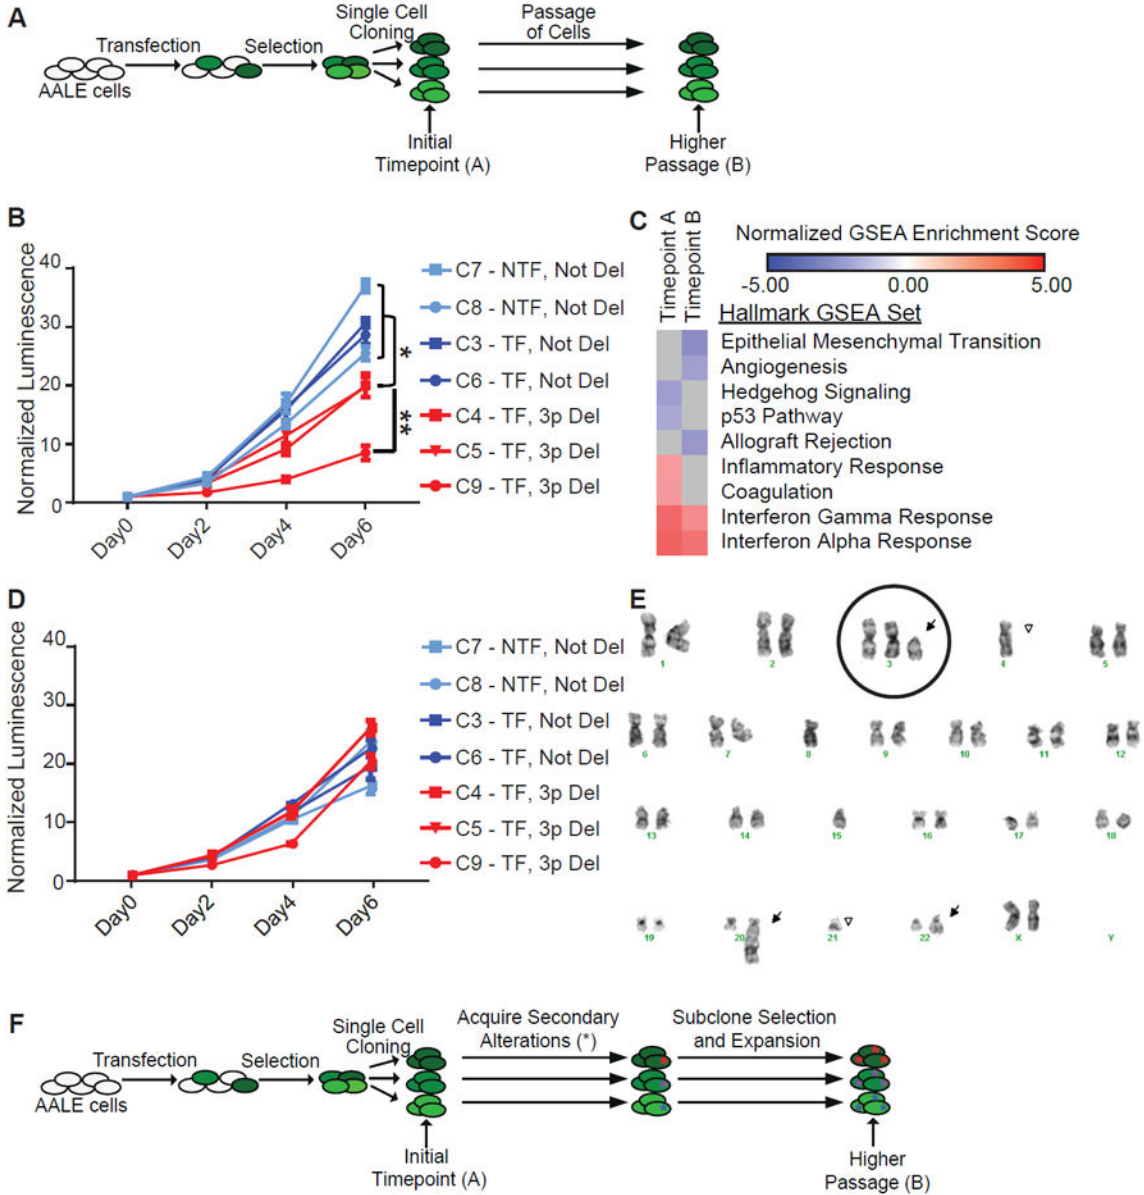 A
Transfection
Selection
Single Cell
Cloning
Passage
of Cells
AALE cells
Initial
Timepoint (A)
Higher
Passage (B)
B
Normalized Luminescence
40
30
20
10
0
Day0
Day2
Day4
Day6
*
**
C7 - NTF, Not Del
C8 - NTF, Not Del
C3 - TF, Not Del
C6 - TF, Not Del
C4 - TF, 3p Del
C5 - TF, 3p Del
C9 - TF, 3p Del
C
Timepoint A
Timepoint B
Normalized GSEA Enrichment Score
-5.00 0.00 5.00
Hallmark GSEA Set
Epithelial Mesenchymal Transition
Angiogenesis
Hedgehog Signaling
p53 Pathway
Allograft Rejection
Inflammatory Response
Coagulation
Interferon Gamma Response
Interferon Alpha Response
D
Normalized Luminescence
40
30
20
10
0
Day0
Day2
Day4
Day6
C7 - NTF, Not Del
C8 - NTF, Not Del
C3 - TF, Not Del
C6 - TF, Not Del
C4 - TF, 3p Del
C5 - TF, 3p Del
C9 - TF, 3p Del
E
1 2 3 4 5
6 7 8 9 10 11 12
13 14 15 16 17 18
19 20 21 22 X Y
F
Transfection
Selection
Single Cell
Cloning
Acquire Secondary
Alterations (*)
Subclone Selection
and Expansion
AALE cells
Initial
Timepoint (A)
Higher
Passage (B)